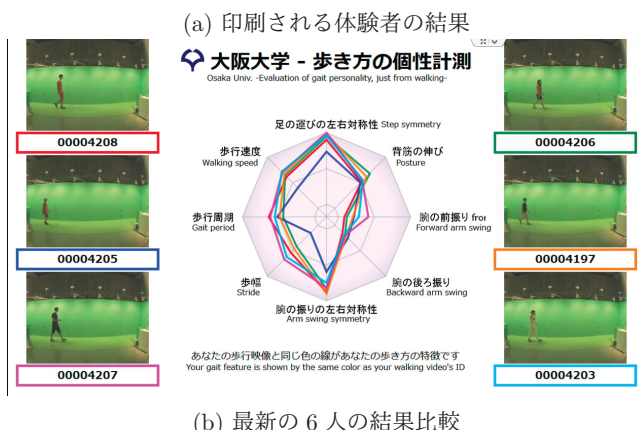 (a) 印刷される体験者の結果
大阪大学 - 歩き方の個性計測
Osaka Univ. -Evaluation of gait personality, just from walking-
00004208
00004205
00004207
足の運びの左右対称性 Step symmetry
歩行速度
Walking speed
背筋の伸び
Posture
歩行周期
Gait period
腕の前振り fro
Forward arm swing
歩幅
Stride
腕の後ろ振り
Backward arm swing
腕の振りの左右対称性
Arm swing symmetry
あなたの歩行映像と同じ色の線があなたの歩き方の特徴です
Your gait feature is shown by the same color as your walking video's ID
00004206
00004197
00004203
(b) 最新の 6 人の結果比較